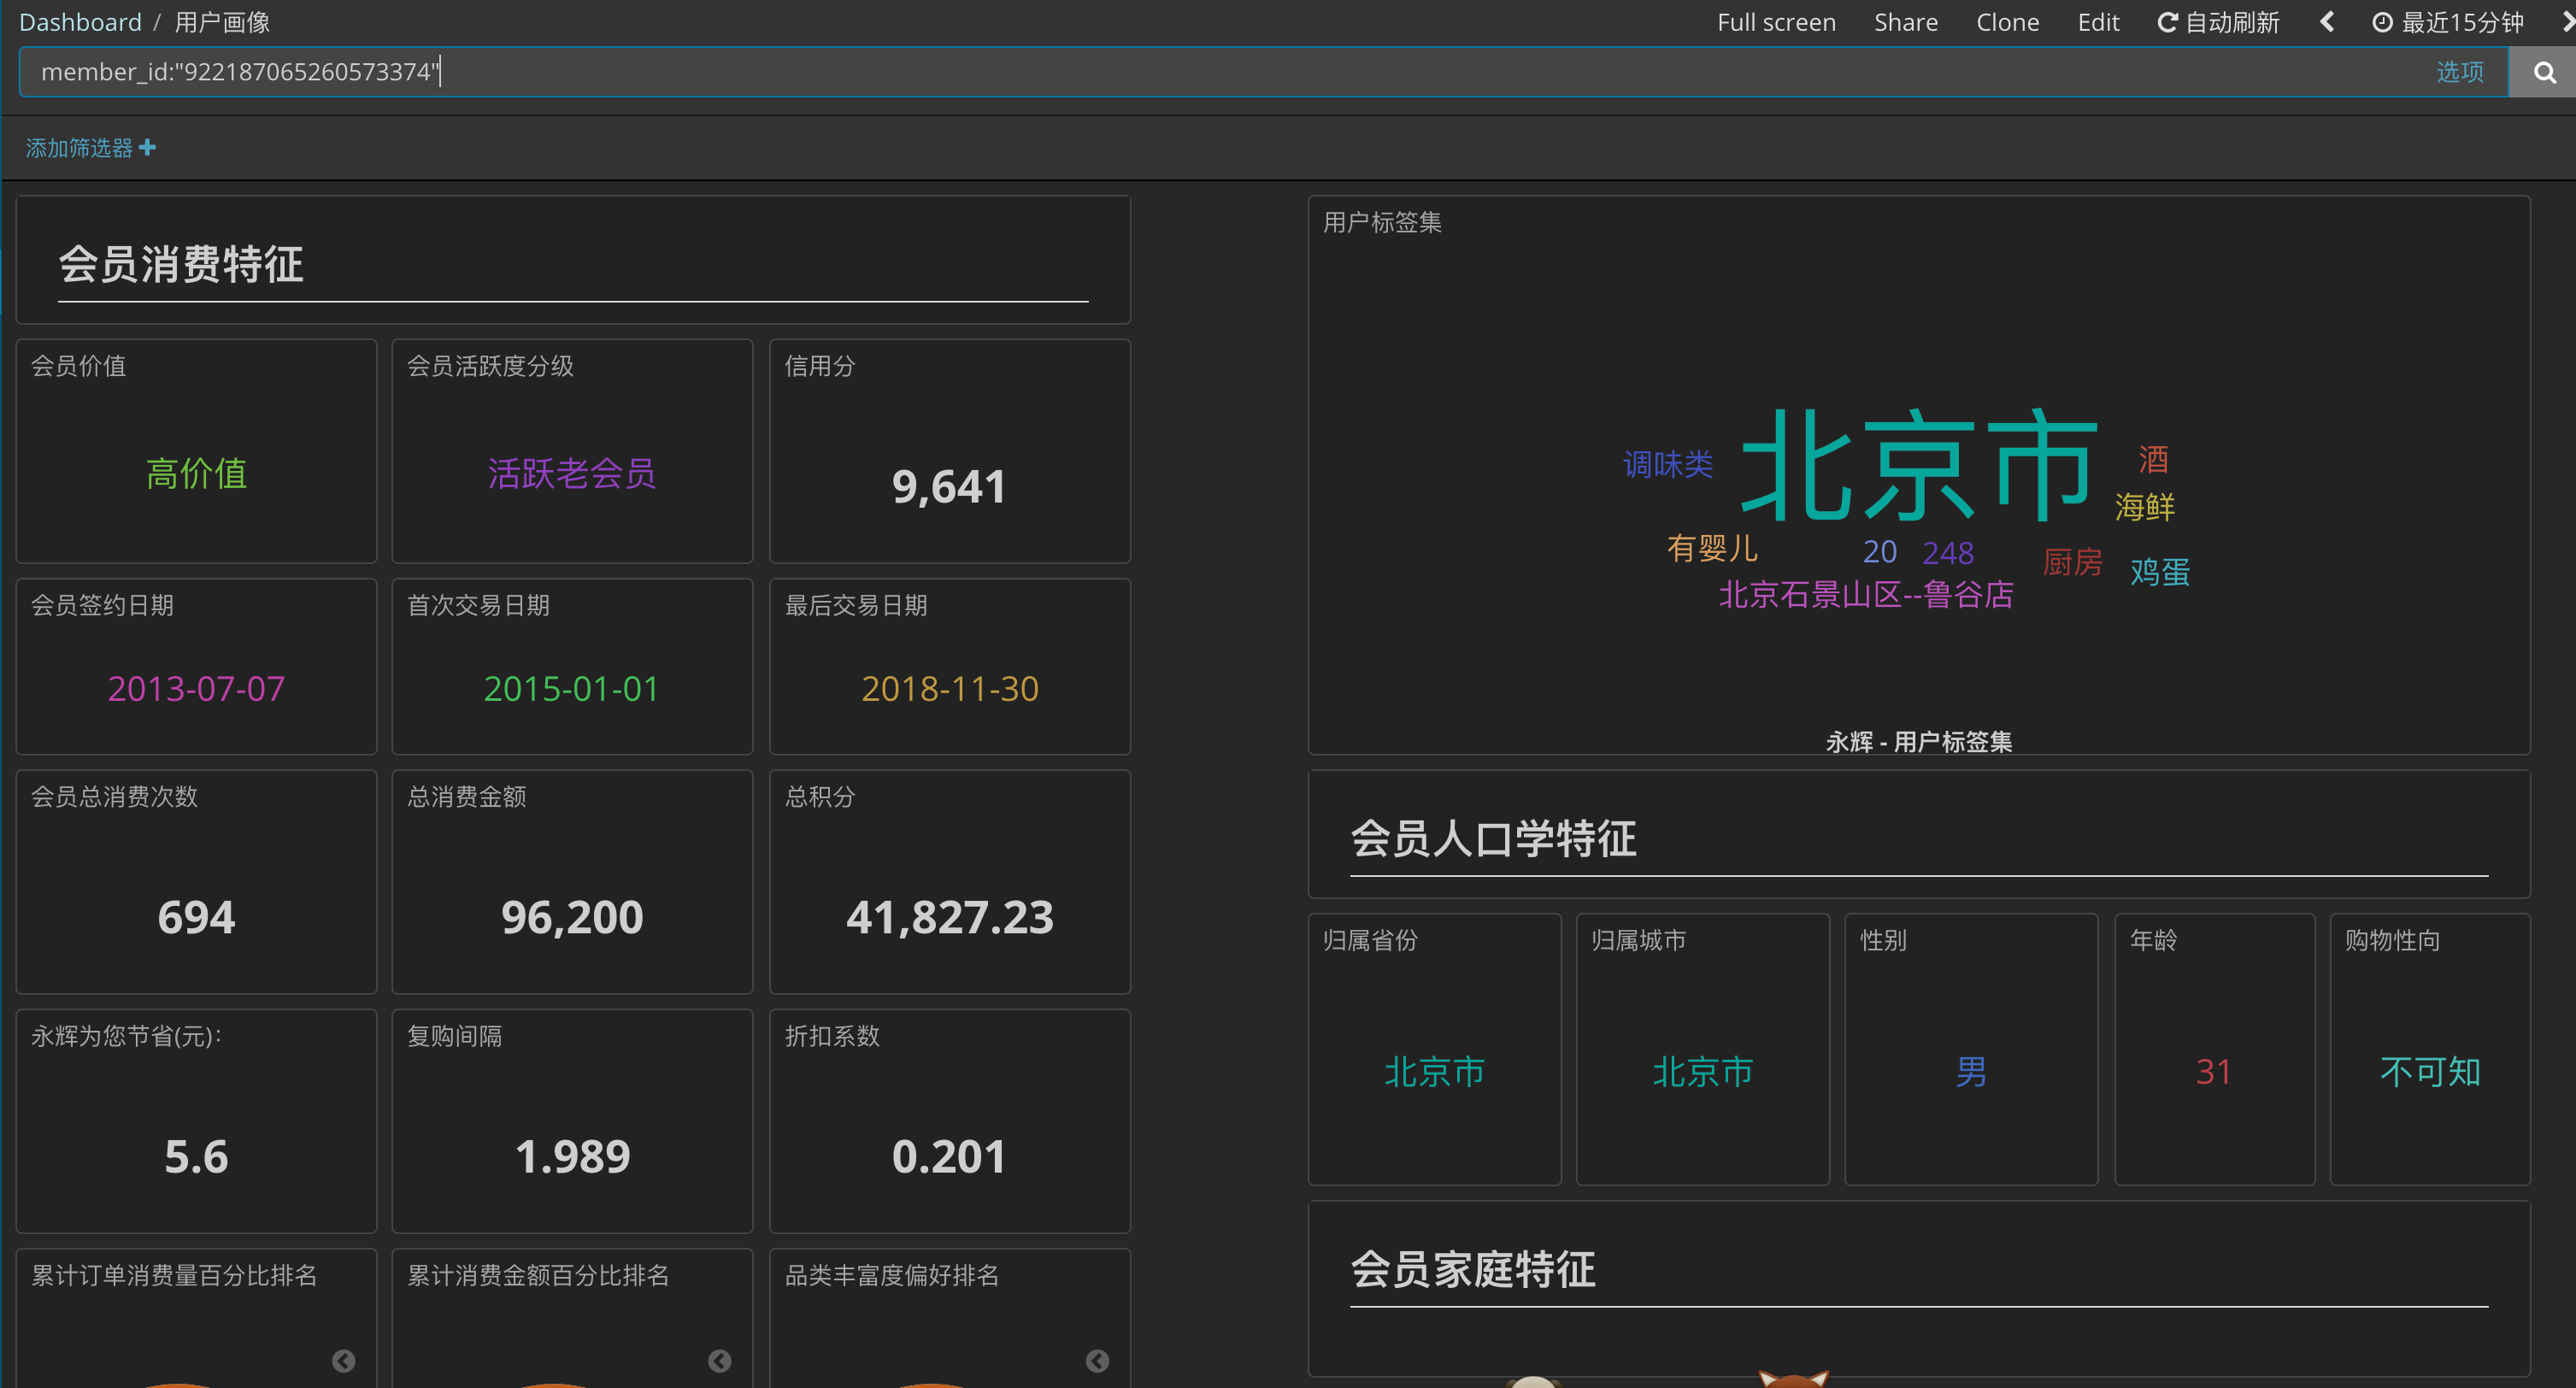 Dashboard / 用户画像
Full screen Share Clone Edit 自动刷新 最近15分钟
member_id:"922187065260573374"
选项
添加筛选器
会员消费特征
会员价值
高价值
会员活跃度分级
活跃老会员
信用分
9,641
会员签约日期
2013-07-07
首次交易日期
2015-01-01
最后交易日期
2018-11-30
会员总消费次数
694
总消费金额
96,200
总积分
41,827.23
永辉为您节省(元):
5.6
复购间隔
1.989
折扣系数
0.201
累计订单消费量百分比排名
累计消费金额百分比排名
品类丰富度偏好排名
用户标签集
北京市
调味类
酒
海鲜
有婴儿
20
248
厨房
鸡蛋
北京石景山区--鲁谷店
永辉 - 用户标签集
会员人口学特征
归属省份
北京市
归属城市
北京市
性别
男
年龄
31
购物性向
不可知
会员家庭特征